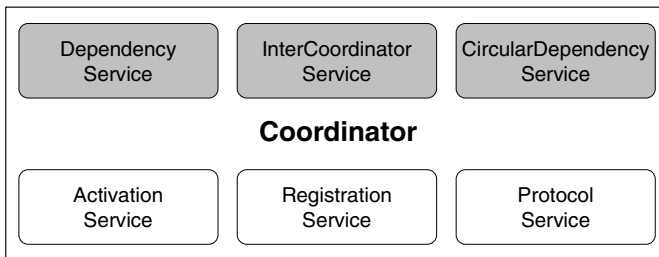 Dependency
Service
InterCoordinator
Service
CircularDependency
Service
Coordinator
Activation
Service
Registration
Service
Protocol
Service